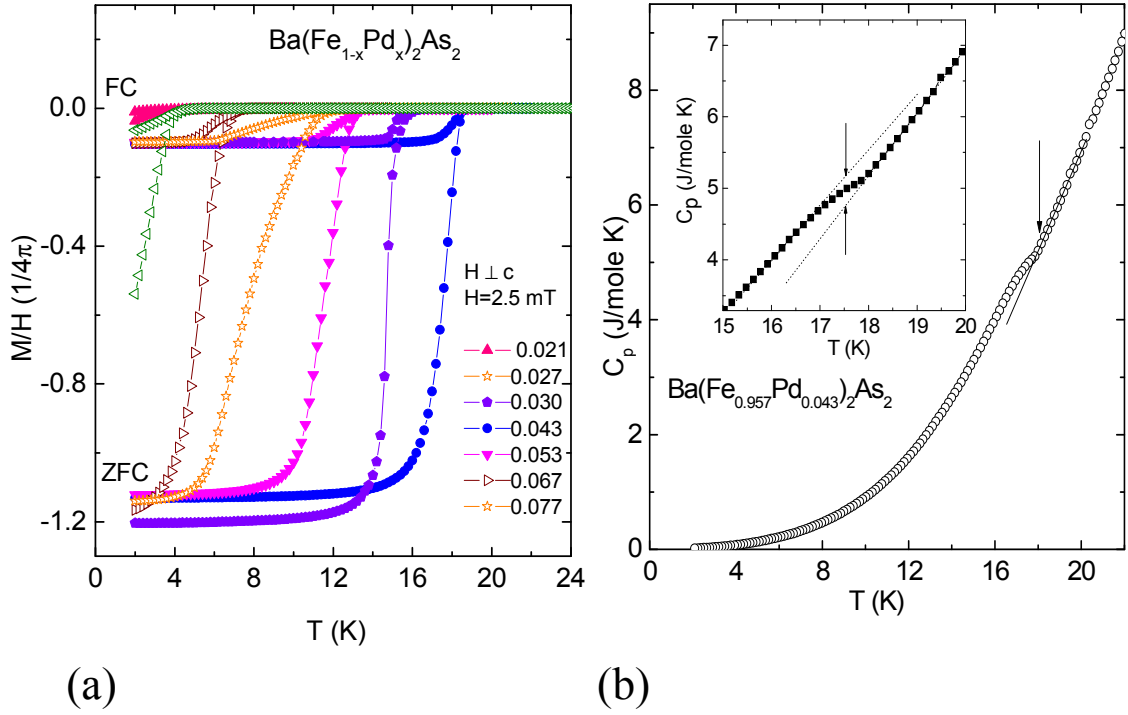 Ba(Fe1-xPdx)2As2
FC
ZFC
H ⊥ c
H=2.5 mT
0.021
0.027
0.030
0.043
0.053
0.067
0.077
M/H (1/4π)
0.0
-0.4
-0.8
-1.2
0 4 8 12 16 20 24
T (K)
(a)
Cp (J/mole K)
8
6
4
2
0
0 4 8 12 16 20
T (K)
Cp (J/mole K)
7
6
5
4
15 16 17 18 19 20
T (K)
Ba(Fe0.957Pd0.043)2As2
(b)